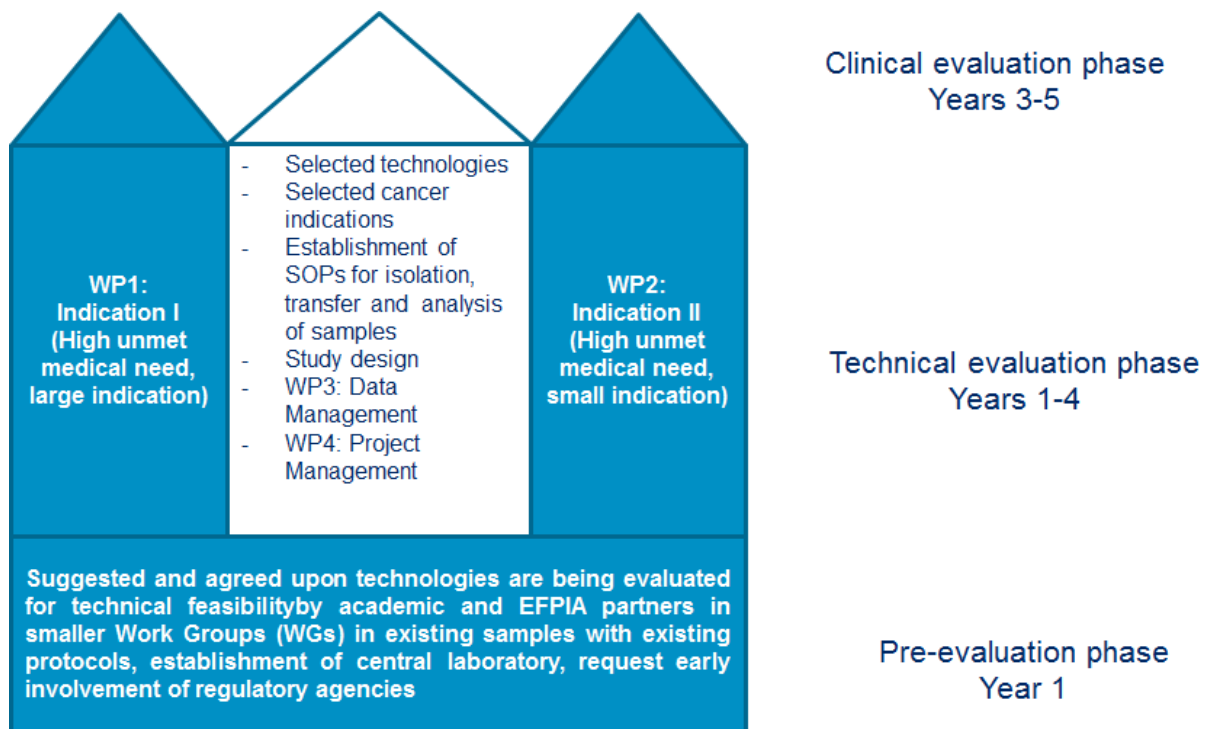 Clinical evaluation phase
Years 3-5
WP1:
Indication I
(High unmet
medical need,
large indication)
- Selected technologies
- Selected cancer
indications
- Establishment of
SOPs for isolation,
transfer and analysis
of samples
- Study design
- WP3: Data
Management
- WP4: Project
Management
WP2:
Indication II
(High unmet
medical need,
small indication)
Technical evaluation phase
Years 1-4
Suggested and agreed upon technologies are being evaluated
for technical feasibilityby academic and EFPIA partners in
smaller Work Groups (WGs) in existing samples with existing
protocols, establishment of central laboratory, request early
involvement of regulatory agencies
Pre-evaluation phase
Year 1